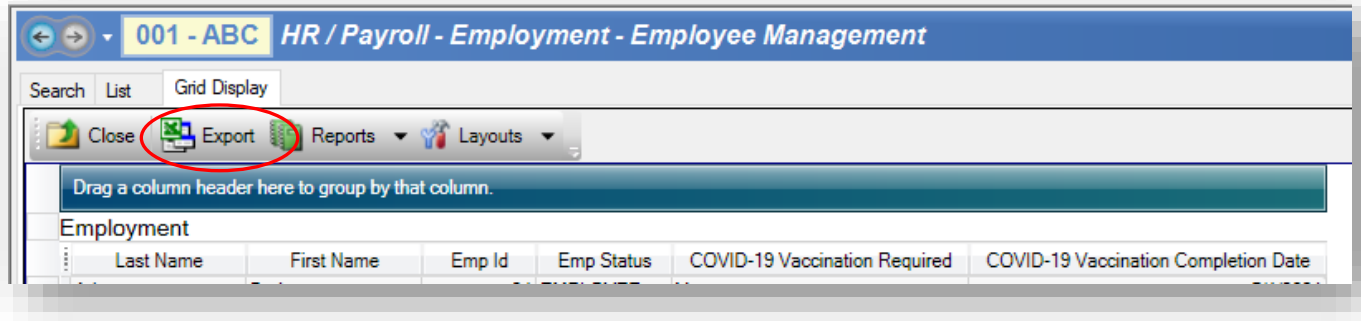 001 - ABC HR / Payroll - Employment - Employee Management
Search List Grid Display
Close Export Reports Layouts
Drag a column header here to group by that column.
Employment
Last Name First Name Emp Id Emp Status COVID-19 Vaccination Required COVID-19 Vaccination Completion Date